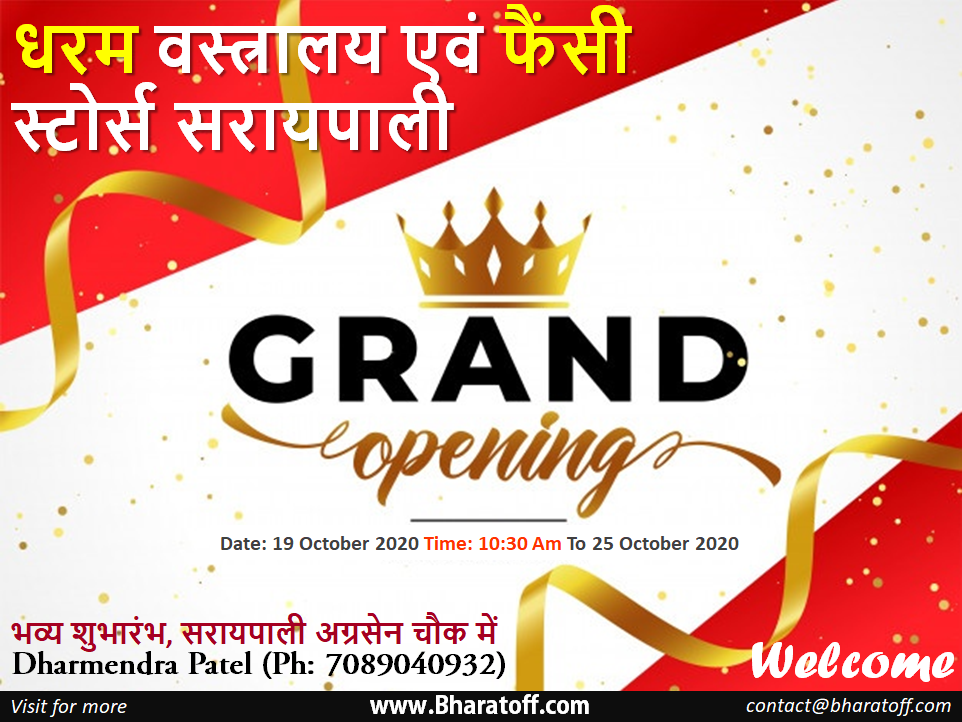 धरम वस्त्रालय एवं फैंसी
स्टोर्स सरायपाली
GRAND
opening
Date: 19 October 2020 Time: 10:30 Am To 25 October 2020
भव्य शुभारंभ, सरायपाली अग्रसेन चौक में
Dharmendra Patel (Ph: 7089040932)
Welcome
Visit for more
www.Bharatoff.com
contact@bharatoff.com